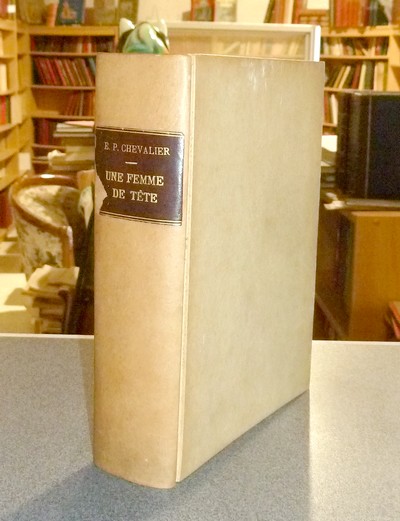 E. P. CHEVALIER
UNE FEMME
DE TÊTE